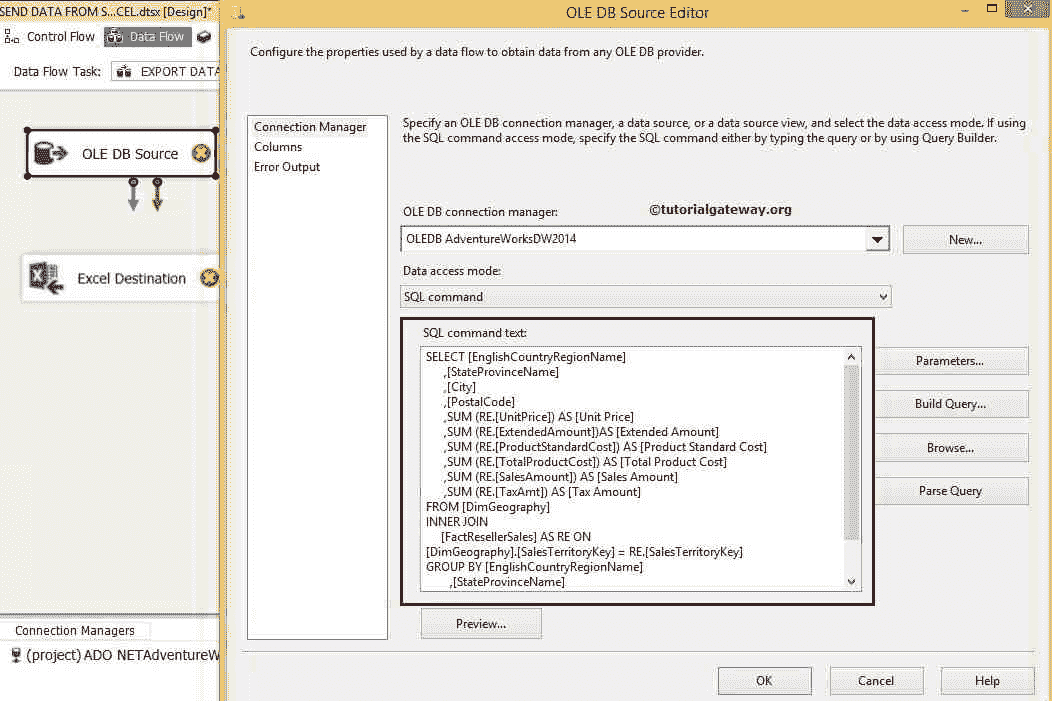 SEND DATA FROM S...CEL.dtsx [Design]*
OLE DB Source Editor
Control Flow
Data Flow
Data Flow Task:
EXPORT DATA
OLE DB Source
Excel Destination
Connection Managers
(project) ADO NETAdventureW
Configure the properties used by a data flow to obtain data from any OLE DB provider.
Connection Manager
Columns
Error Output
Specify an OLE DB connection manager, a data source, or a data source view, and select the data access mode. If using
the SQL command access mode, specify the SQL command either by typing the query or by using Query Builder.
OLE DB connection manager:
©tutorialgateway.org
OLEDB AdventureWorksDW2014
New...
Data access mode:
SQL command
SQL command text:
SELECT [EnglishCountryRegionName]
,[StateProvinceName]
,[City]
,[PostalCode]
,SUM (RE.[UnitPrice]) AS [Unit Price]
,SUM (RE.[ExtendedAmount])AS [Extended Amount]
,SUM (RE.[ProductStandardCost]) AS [Product Standard Cost]
,SUM (RE.[TotalProductCost]) AS [Total Product Cost]
,SUM (RE.[SalesAmount]) AS [Sales Amount]
,SUM (RE.[TaxAmt]) AS [Tax Amount]
FROM [DimGeography]
INNER JOIN
[FactResellerSales] AS RE ON
[DimGeography].[SalesTerritoryKey] = RE.[SalesTerritoryKey]
GROUP BY [EnglishCountryRegionName]
,[StateProvinceName]
Parameters...
Build Query...
Browse...
Parse Query
Preview...
OK
Cancel
Help